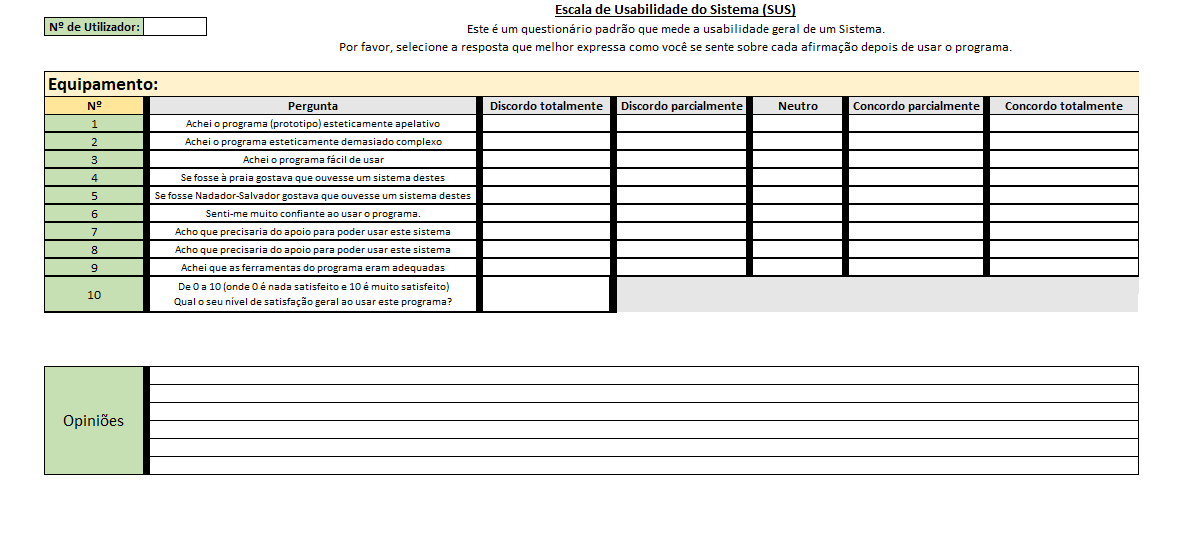 Escala de Usabilidade do Sistema (SUS)
Nº de Utilizador:
Este é um questionário padrão que mede a usabilidade geral de um Sistema.
Por favor, selecione a resposta que melhor expressa como você se sente sobre cada afirmação depois de usar o programa.
Equipamento:
Nº Pergunta Discordo totalmente Discordo parcialmente Neutro Concordo parcialmente Concordo totalmente
1 Achei o programa (prototipo) esteticamente apelativo
2 Achei o programa esteticamente demasiado complexo
3 Achei o programa fácil de usar
4 Se fosse à praia gostava que ouvesse um sistema destes
5 Se fosse Nadador-Salvador gostava que ouvesse um sistema destes
6 Senti-me muito confiante ao usar o programa.
7 Acho que precisaria do apoio para poder usar este sistema
8 Acho que precisaria do apoio para poder usar este sistema
9 Achei que as ferramentas do programa eram adequadas
10 De 0 a 10 (onde 0 é nada satisfeito e 10 é muito satisfeito)
Qual o seu nível de satisfação geral ao usar este programa?
Opiniões